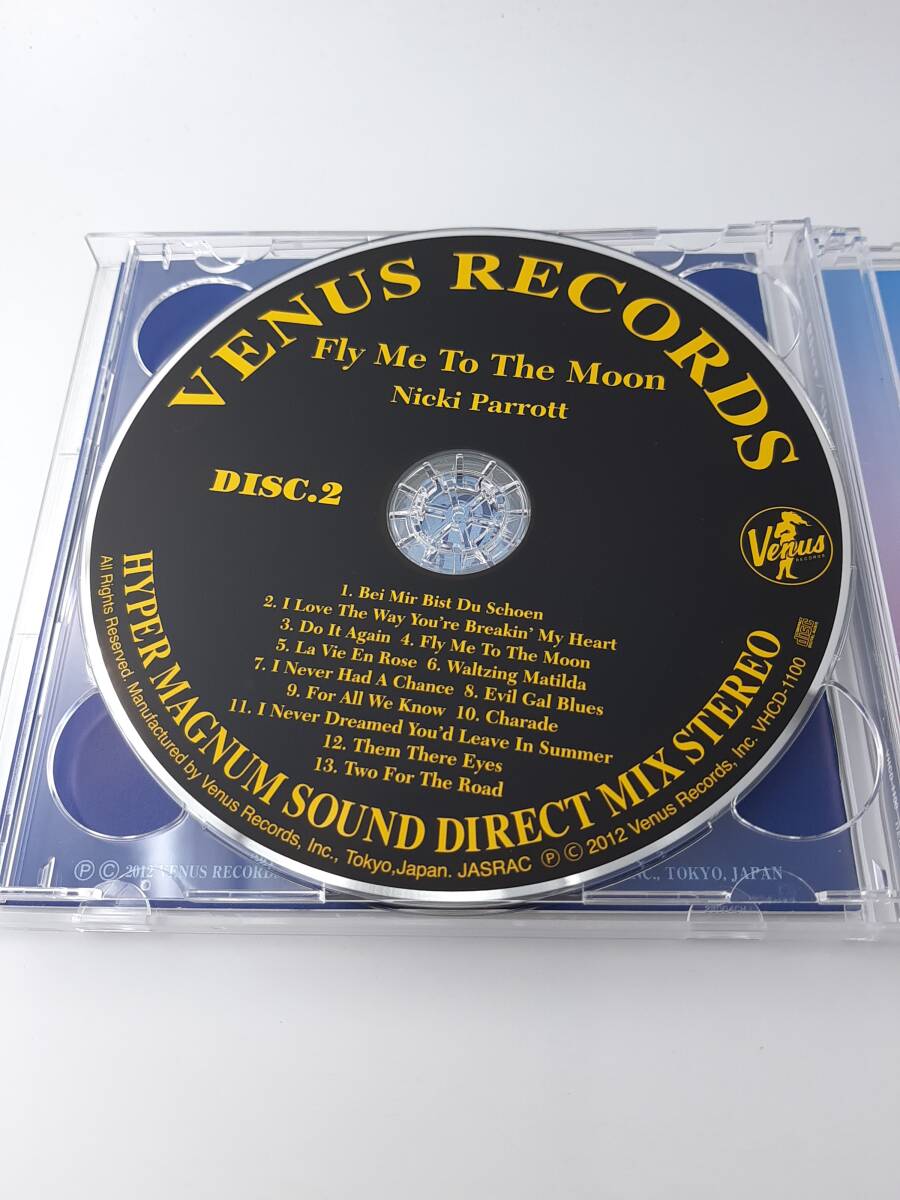 VENUS RECORDS
Fly Me To The Moon
Nicki Parrott
DISC.2
Venus
RECORDS
1. Bei Mir Bist Du Schoen
2. I Love The Way You're Breakin' My Heart
3. Do It Again 4. Fly Me To The Moon
5. La Vie En Rose 6. Waltzing Matilda
7. I Never Had A Chance 8. Evil Gal Blues
9. For All We Know 10. Charade
11. I Never Dreamed You'd Leave In Summer
12. Them There Eyes
13. Two For The Road
HYPER MAGNUM SOUND DIRECT MIX STEREO
All Rights Reserved. Manufactured by Venus Records, Inc., Tokyo,Japan. JASRAC Ⓟ Ⓒ 2012 Venus Records, Inc. VHCD-1100
Ⓟ Ⓒ 2012 VENUS RECORD
INC., TOKYO, JAPAN